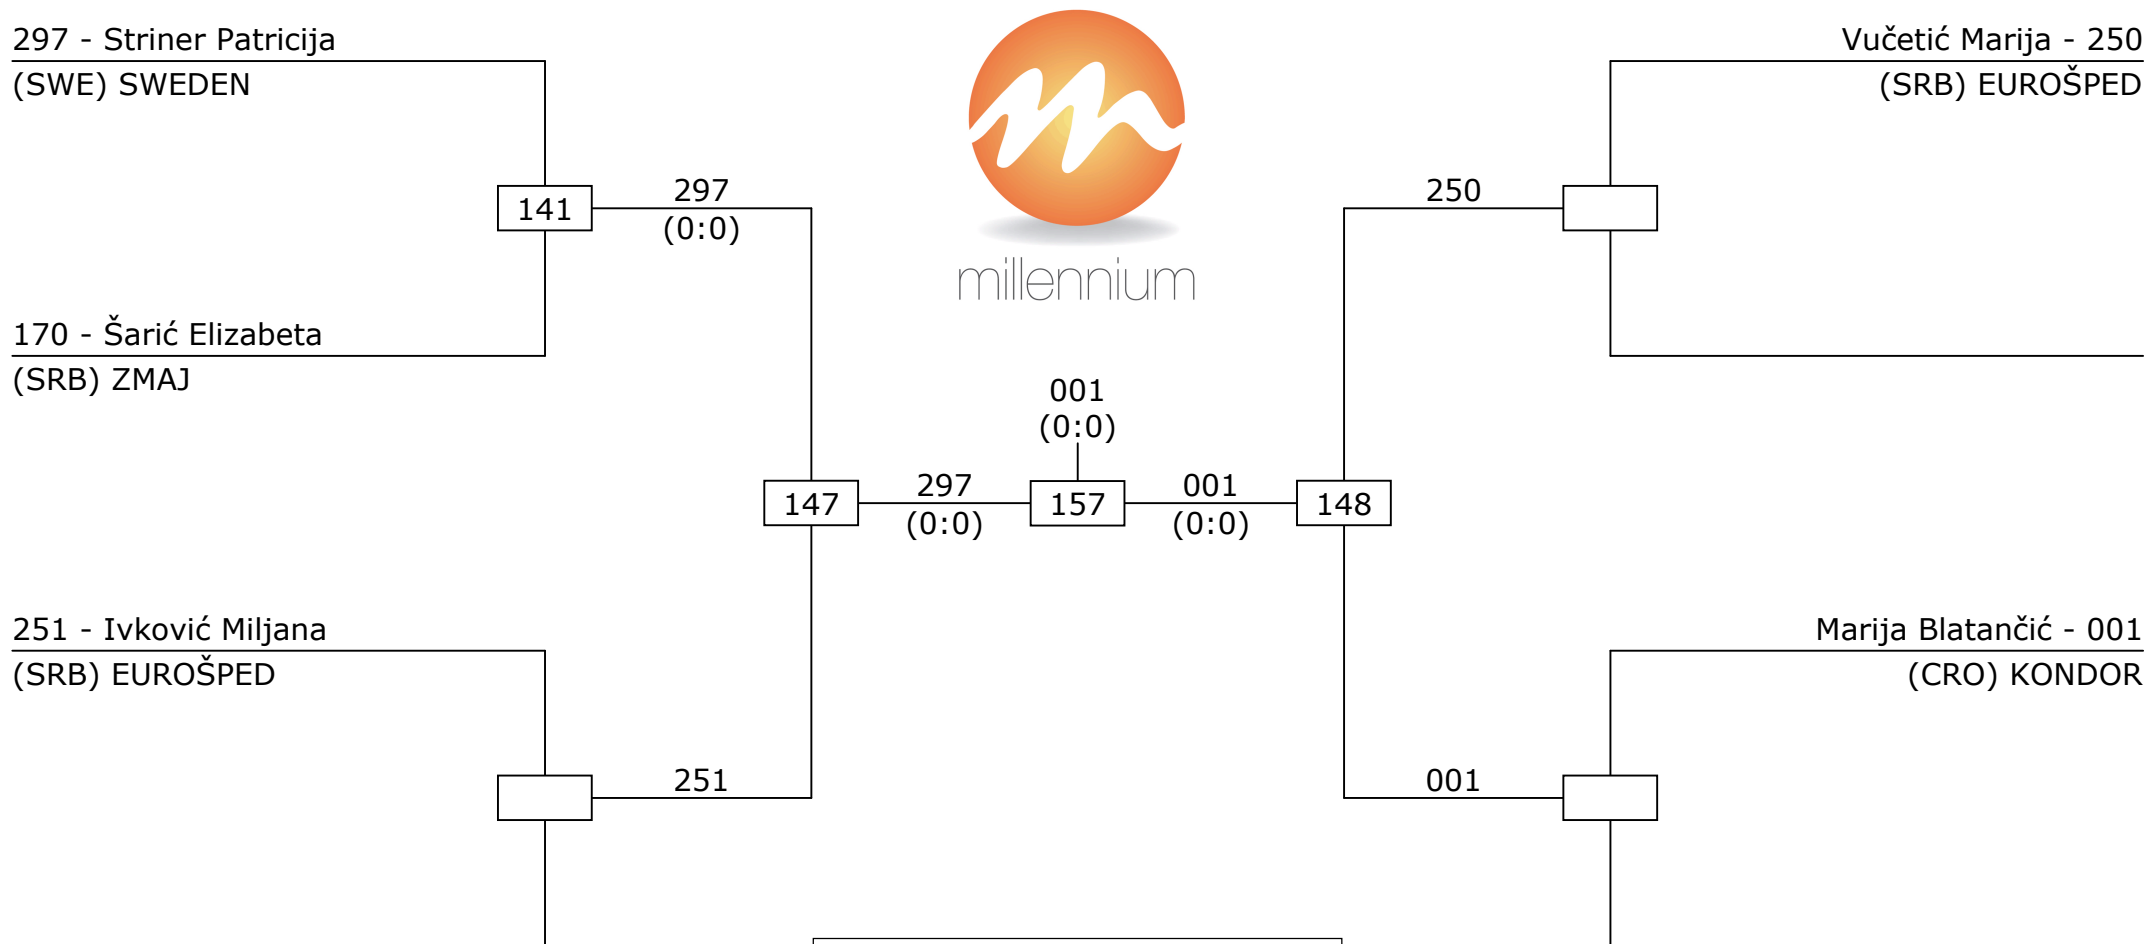 297 - Striner Patricija
(SWE) SWEDEN
Vučetić Marija - 250
(SRB) EUROŠPED
millennium
141
297
(0:0)
250
170 - Šarić Elizabeta
(SRB) ZMAJ
001
(0:0)
147
297
(0:0)
157
001
(0:0)
148
251 - Ivković Miljana
(SRB) EUROŠPED
Marija Blatančić - 001
(CRO) KONDOR
251
001